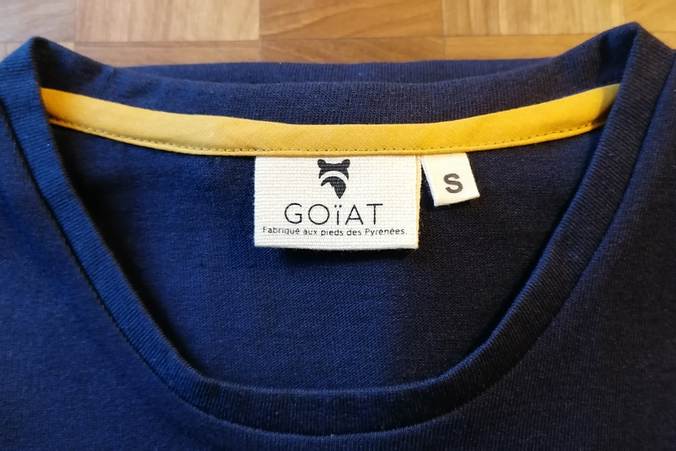 GOïAT
Fabriqué aux pieds des Pyrénées.
S